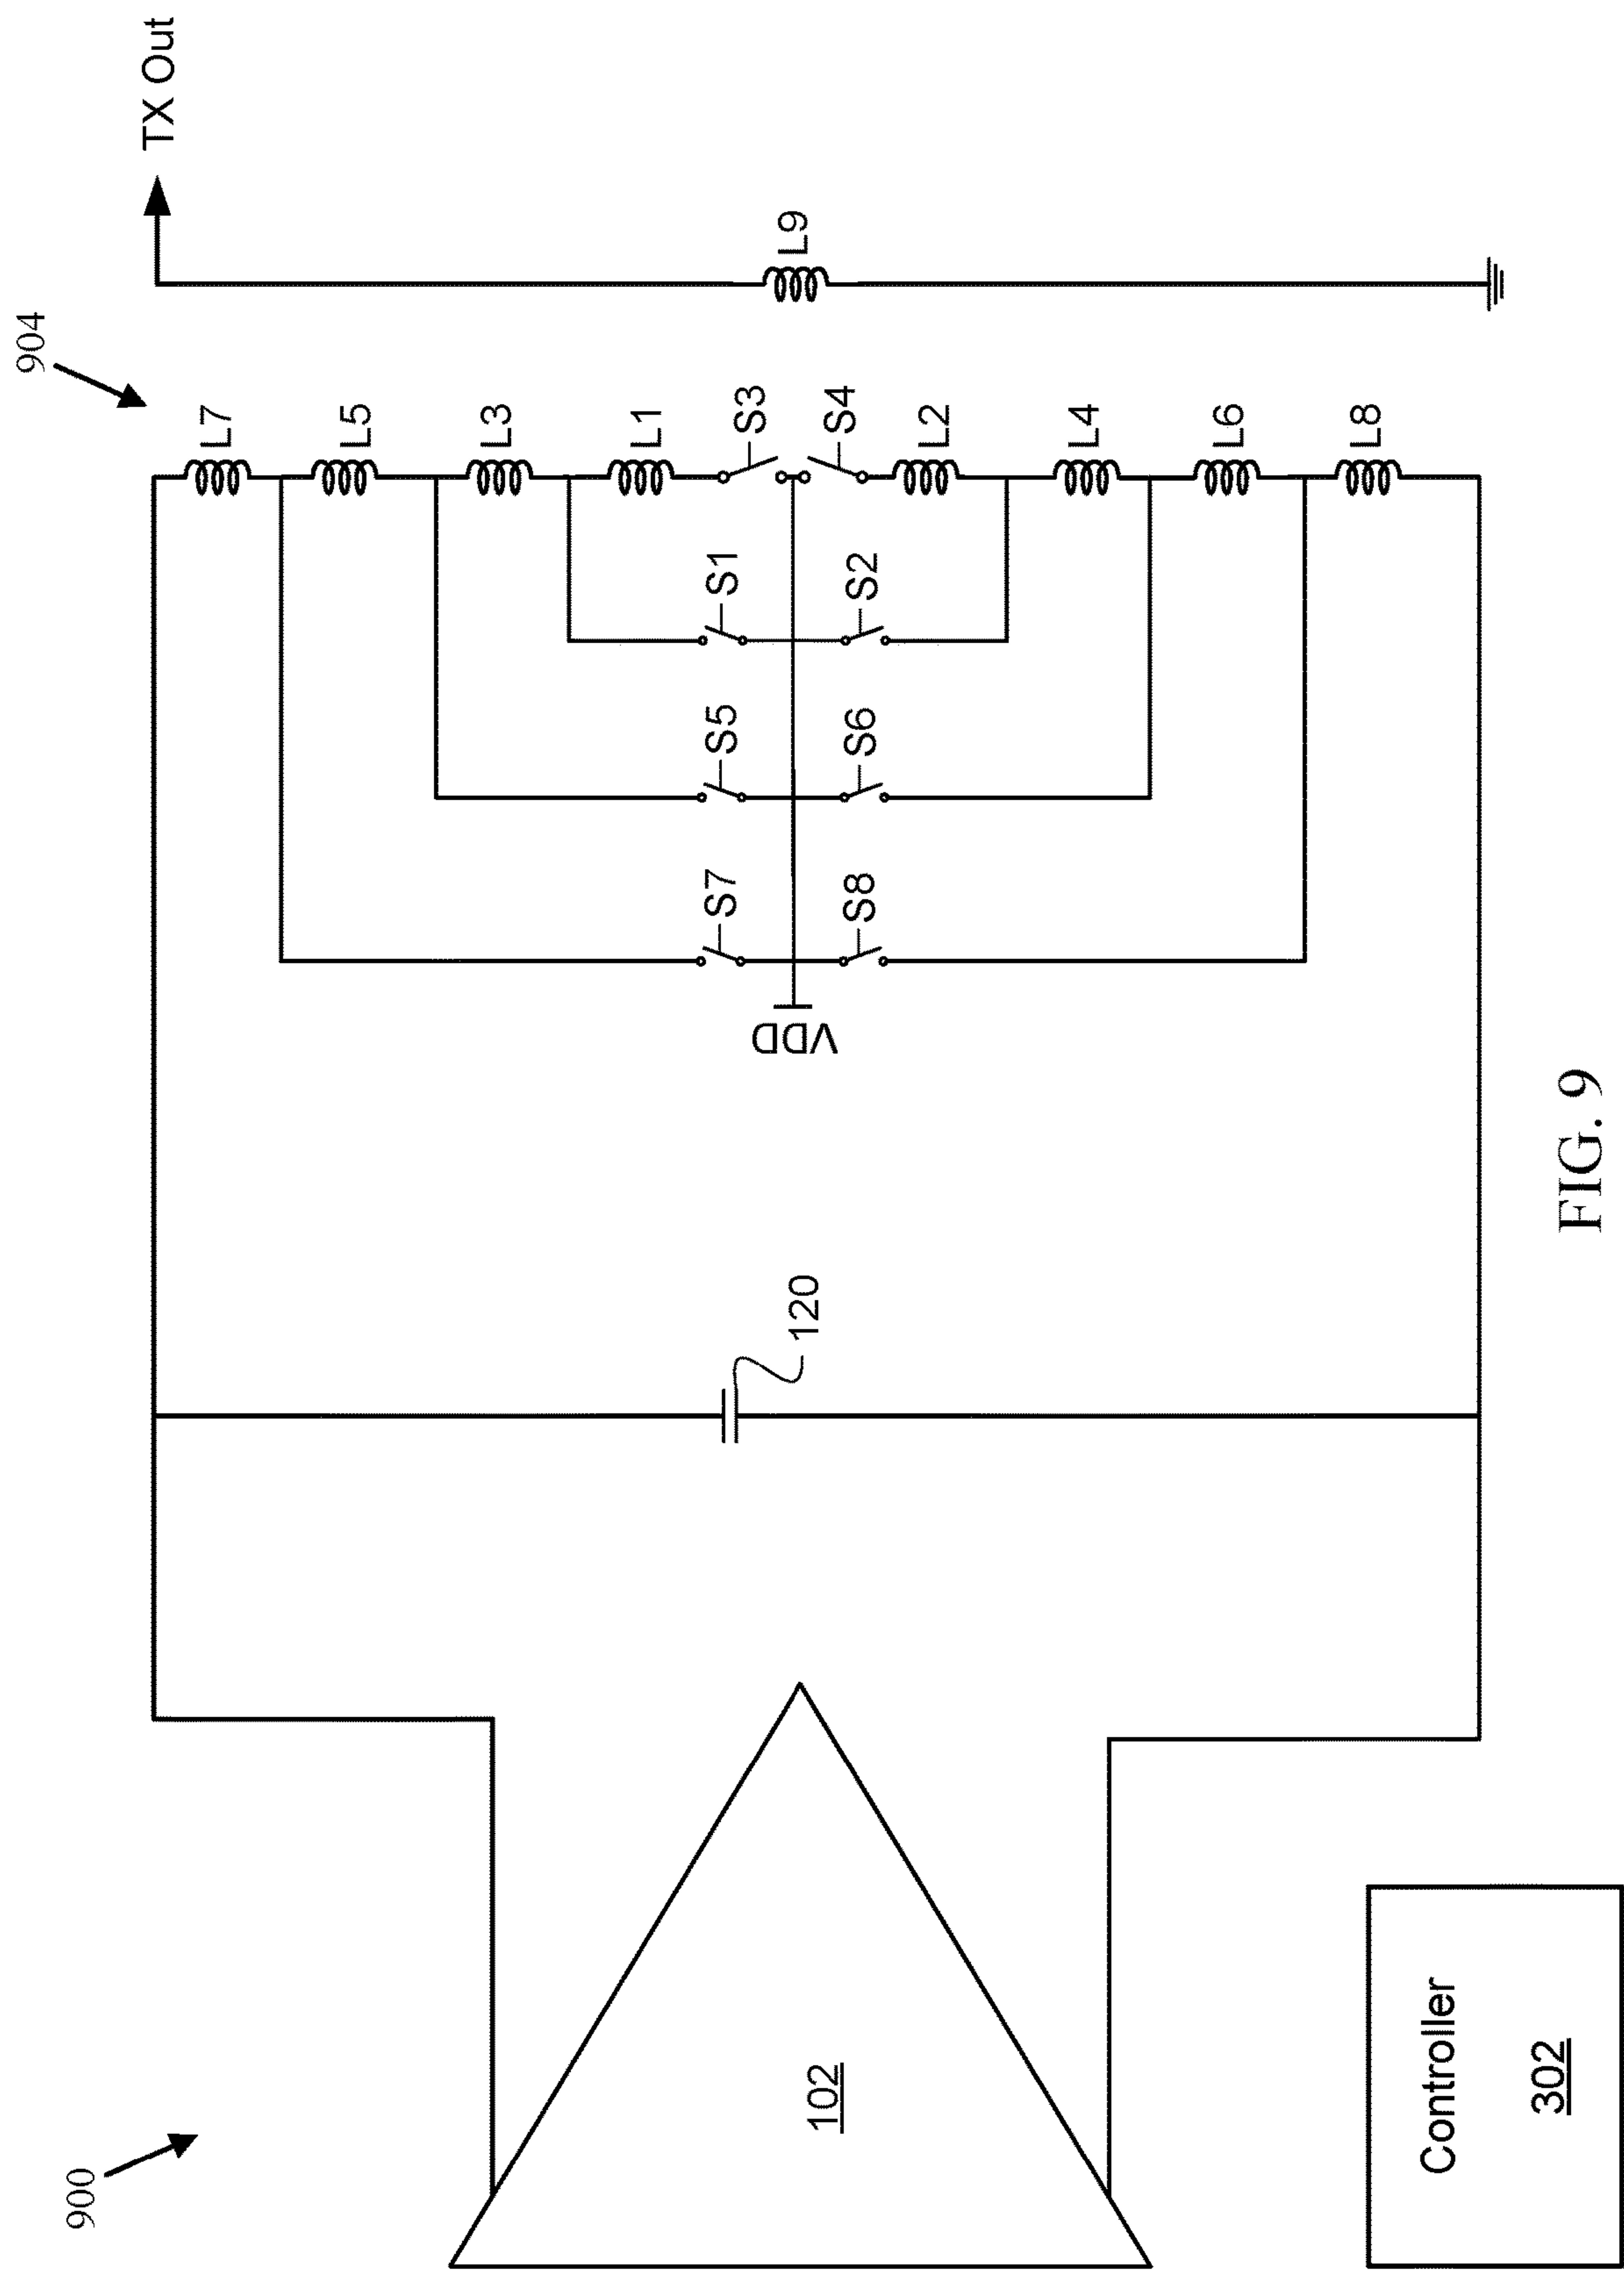 900
904
TX Out
L7
L5
L3
L1
S3
S4
L2
L4
L6
L8
L9
S1
S2
S5
S6
S7
S8
VDD
120
102
Controller
302
FIG. 9